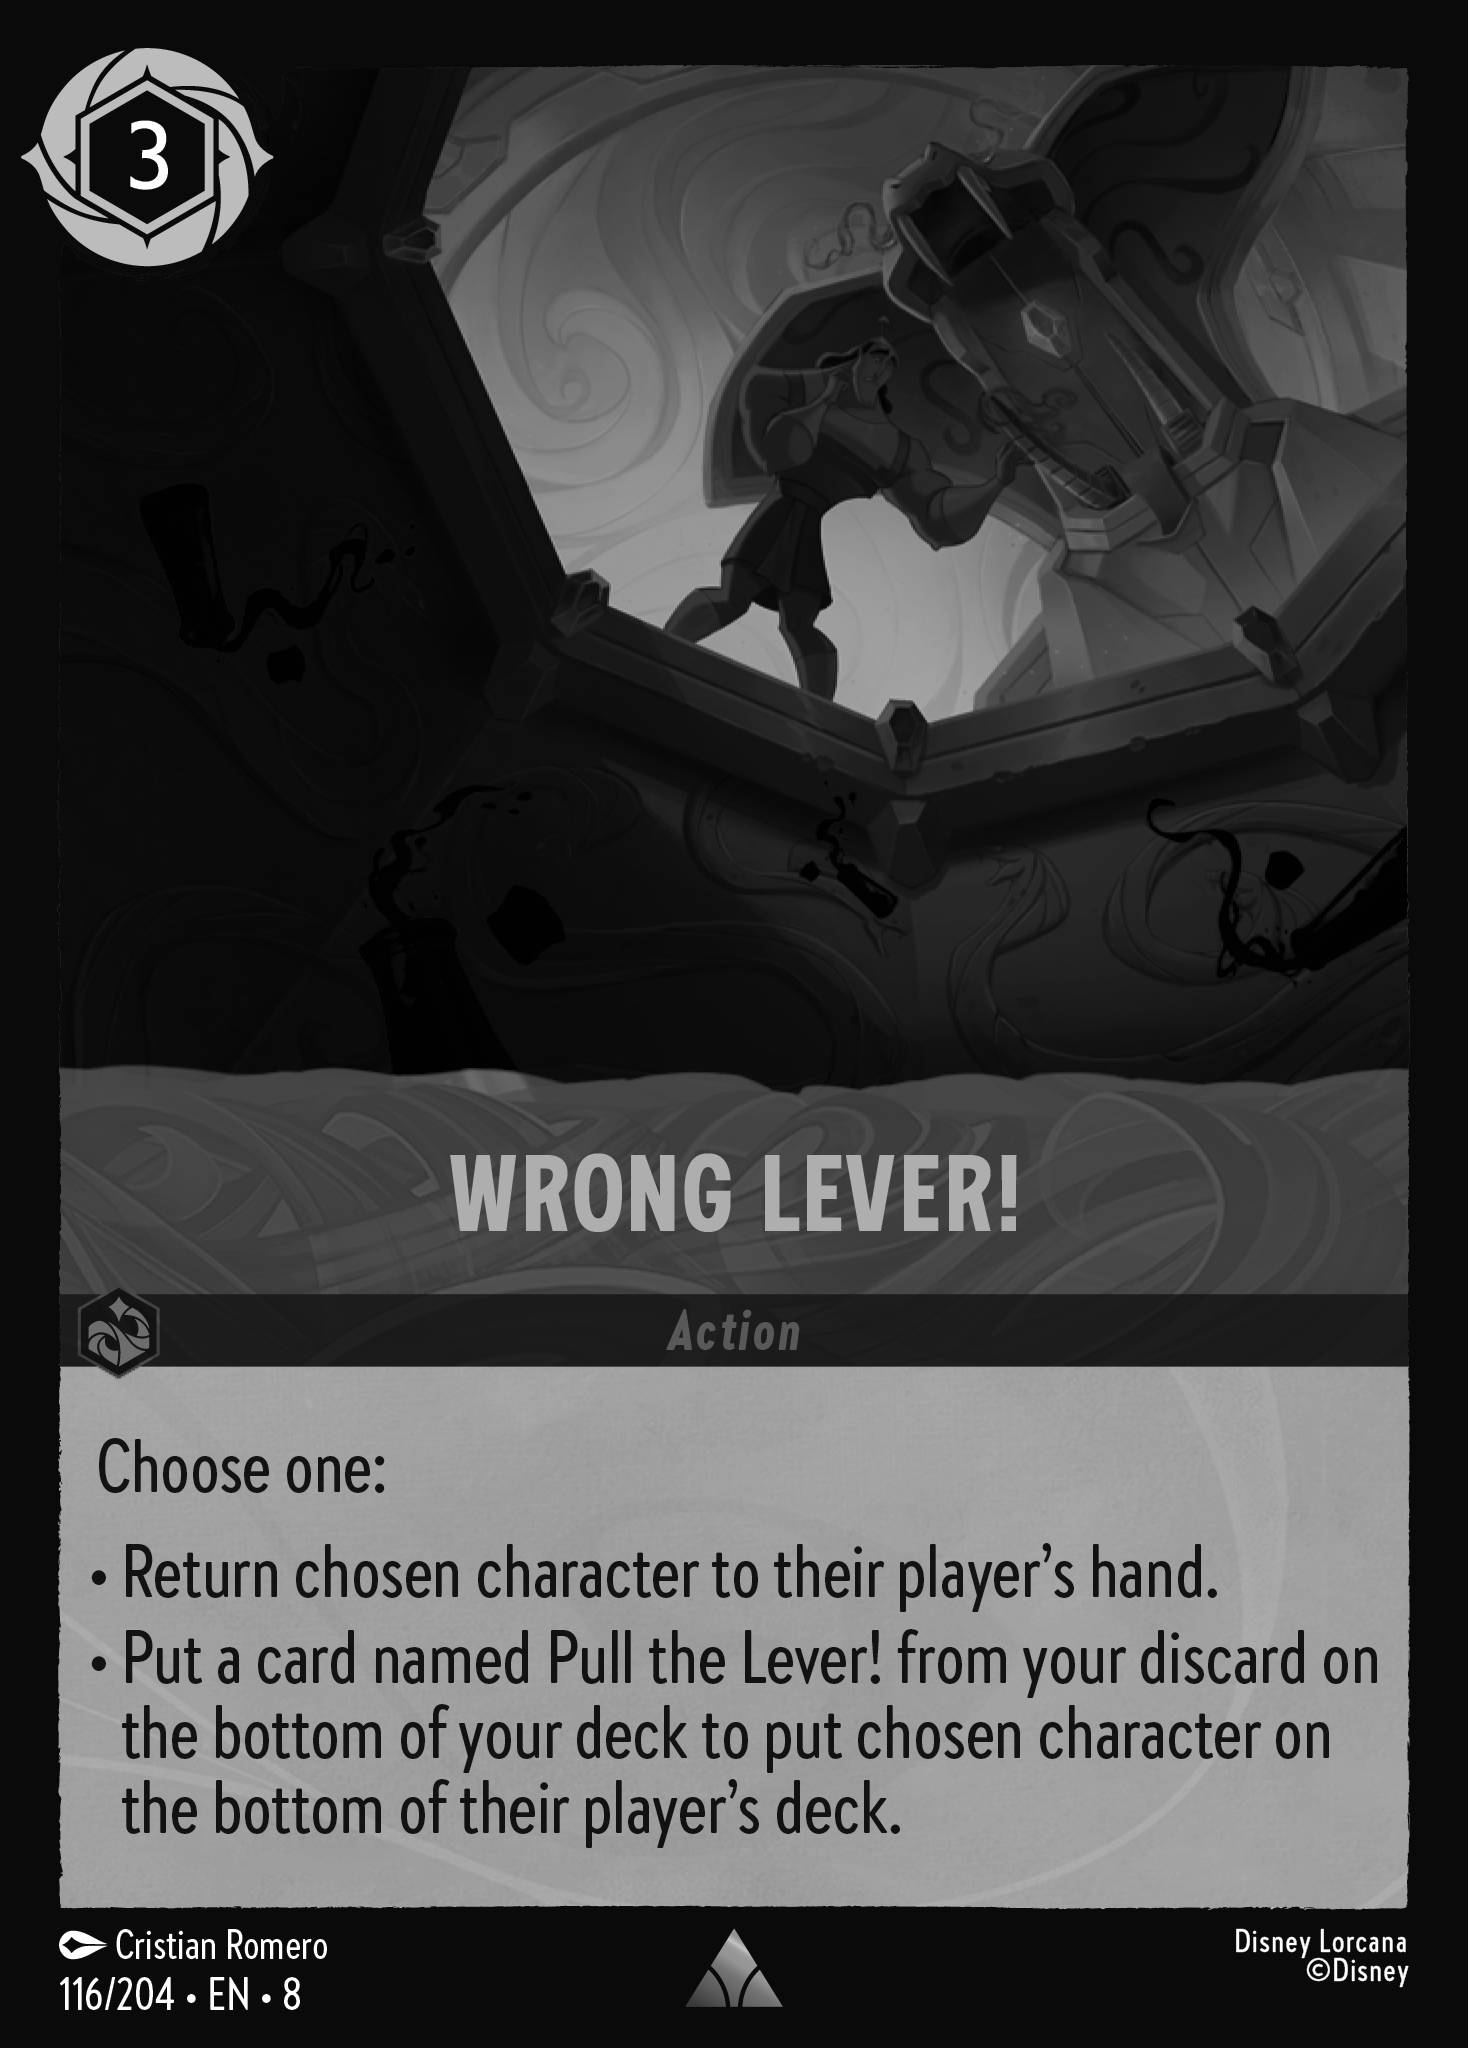 3
WRONG LEVER!
Action
Choose one:
• Return chosen character to their player’s hand.
• Put a card named Pull the Lever! from your discard on
the bottom of your deck to put chosen character on
the bottom of their player’s deck.
Cristian Romero
116/204 • EN • 8
Disney Lorcana
©Disney